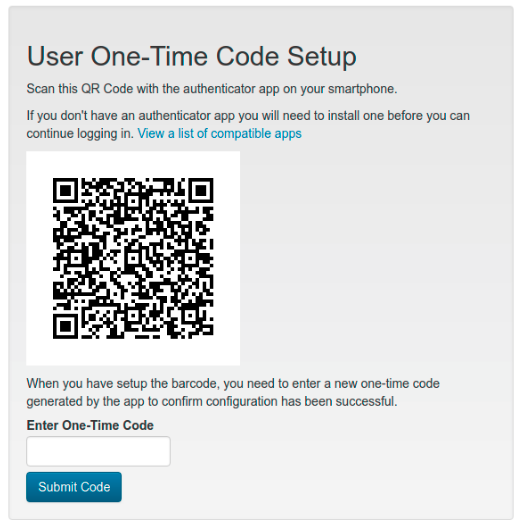 User One-Time Code Setup
Scan this QR Code with the authenticator app on your smartphone.
If you don't have an authenticator app you will need to install one before you can
continue logging in. View a list of compatible apps
When you have setup the barcode, you need to enter a new one-time code
generated by the app to confirm configuration has been successful.
Enter One-Time Code
Submit Code